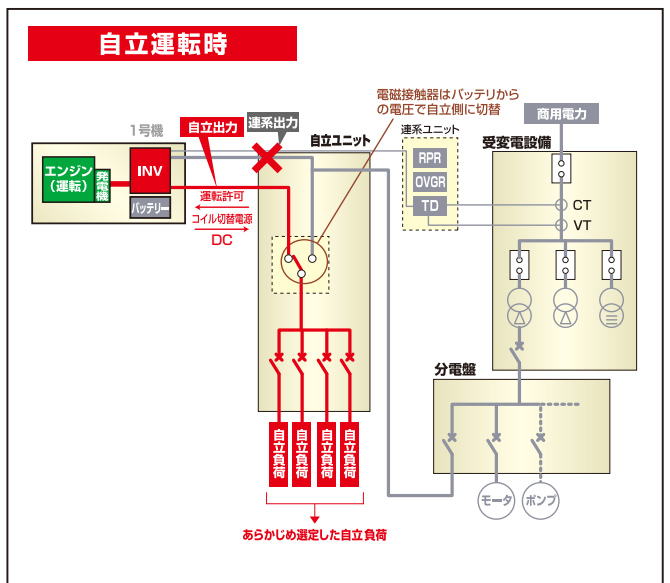 自立運転時
電磁接触器はバッテリから
の電圧で自立側に切替
商用電力
1号機
自立出力
連系出力
自立ユニット
連系ユニット
受変電設備
エンジン
（運転）
発電機
INV
バッテリー
運転許可
コイル切替電源
DC
RPR
OVGR
TD
CT
VT
分電盤
自立負荷
自立負荷
自立負荷
自立負荷
モータ
ポンプ
あらかじめ選定した自立負荷